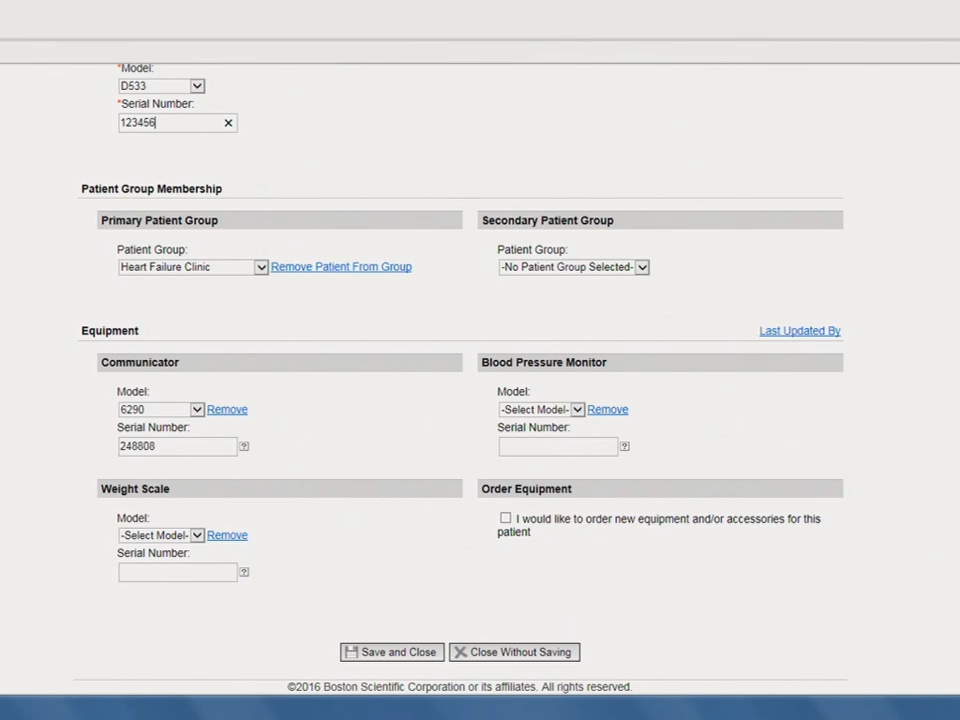 *Model:
D533
*Serial Number:
123456
Patient Group Membership
Primary Patient Group
Secondary Patient Group
Patient Group:
Patient Group:
Heart Failure Clinic
Remove Patient From Group
-No Patient Group Selected-
Equipment
Last Updated By
Communicator
Blood Pressure Monitor
Model:
Model:
6290
Remove
-Select Model-
Remove
Serial Number:
Serial Number:
248808
?
?
Weight Scale
Order Equipment
Model:
I would like to order new equipment and/or accessories for this
patient
-Select Model-
Remove
Serial Number:
?
Save and Close
Close Without Saving
©2016 Boston Scientific Corporation or its affiliates. All rights reserved.